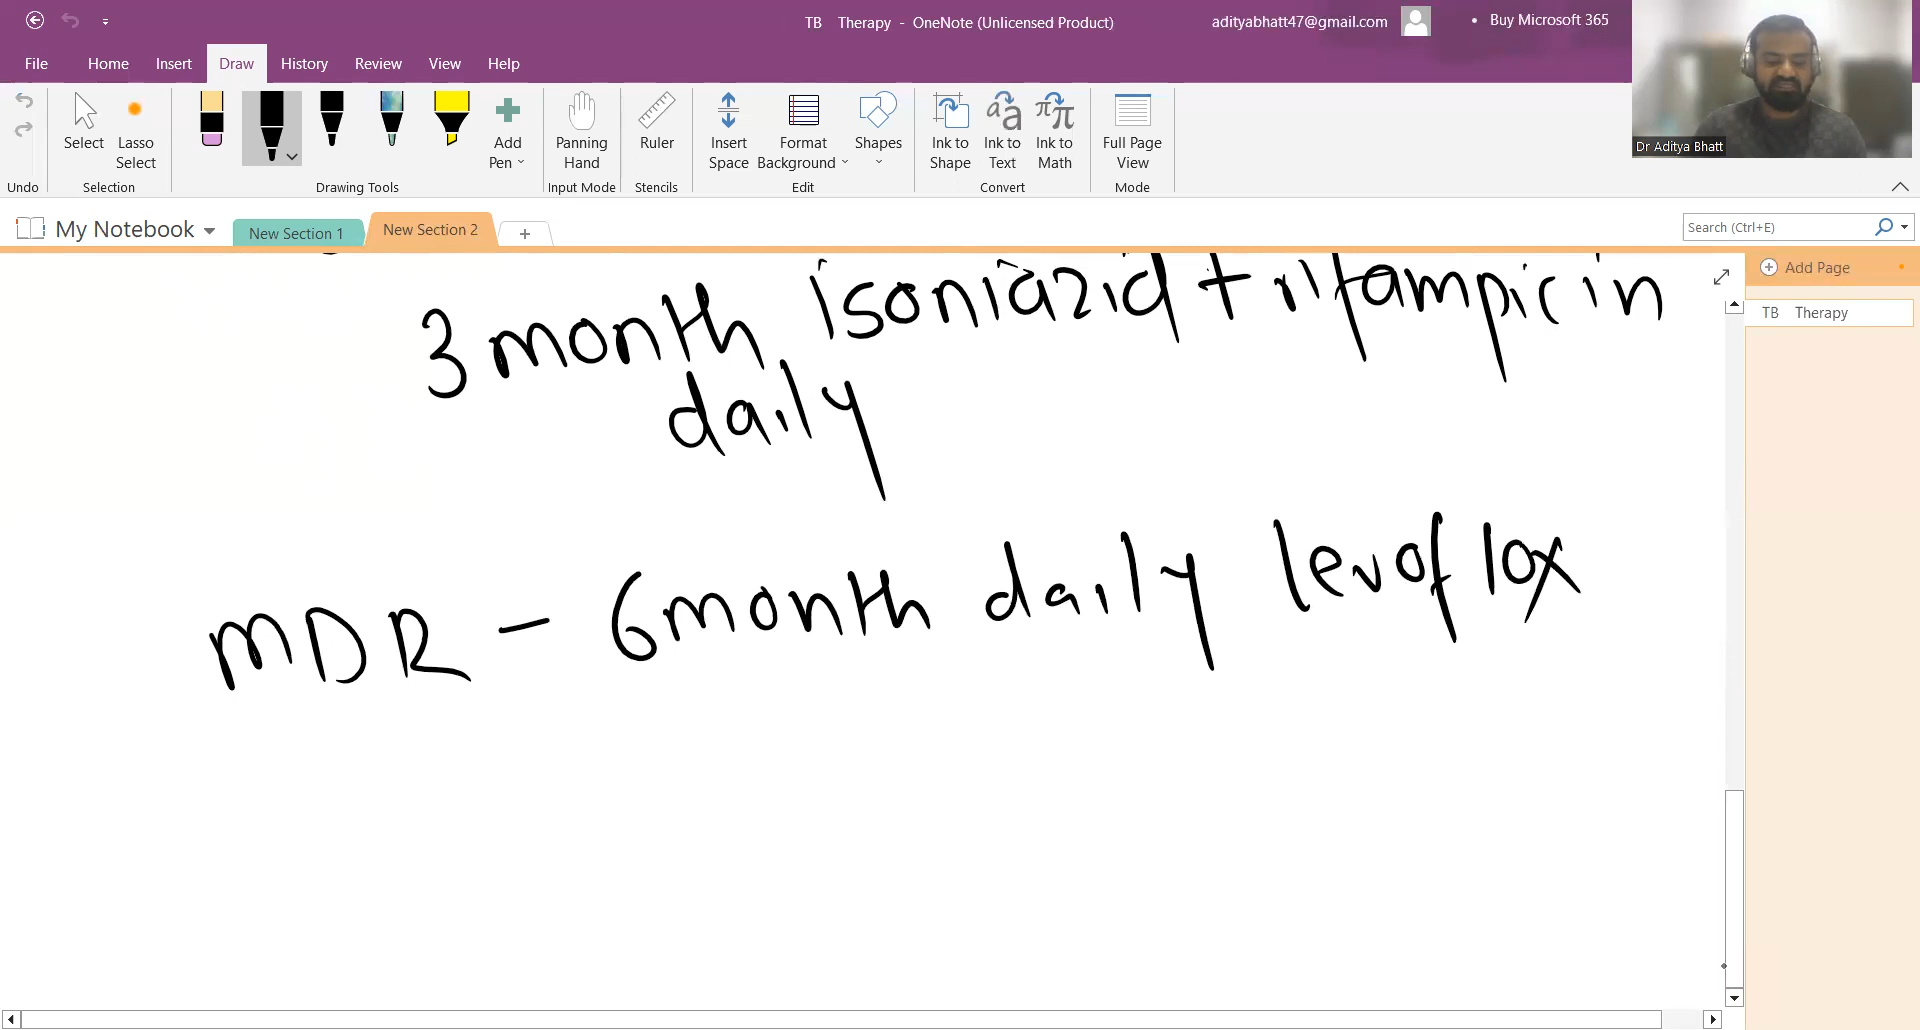 TB Therapy - OneNote (Unlicensed Product)
adityabhatt47@gmail.com
Buy Microsoft 365
File Home Insert Draw History Review View Help
Select
Lasso Select
Add Pen
Panning Hand
Ruler
Insert Space
Format Background
Shapes
Ink to Shape
Ink to Text
Ink to Math
Full Page View
Undo Selection Drawing Tools Input Mode Stencils Edit Convert Mode
Dr Aditya Bhatt
My Notebook New Section 1 New Section 2
Search (Ctrl+E)
Add Page
TB Therapy
3 month isoniazid + rifampicin
daily
MDR - 6 month daily levoflox